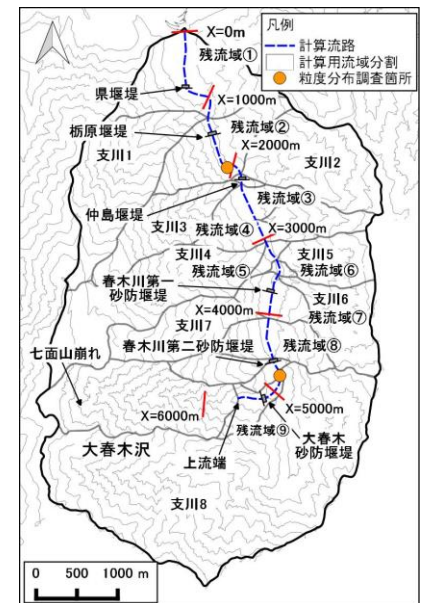 X=0m
凡例
計算流路
計算用流域分割
粒度分布調査箇所
残流域①
県堰堤
X=1000m
栃原堰堤
残流域②
支川1
X=2000m
支川2
仲島堰堤
残流域③
支川3
残流域④
X=3000m
支川4
支川5
残流域⑤
残流域⑥
春木川第一
砂防堰堤
支川6
X=4000m
残流域⑦
支川7
春木川第二砂防堰堤
残流域⑧
七面山崩れ
X=6000m
X=5000m
残流域⑨
大春木
砂防堰堤
大春木沢
上流端
支川8
0 500 1000 m